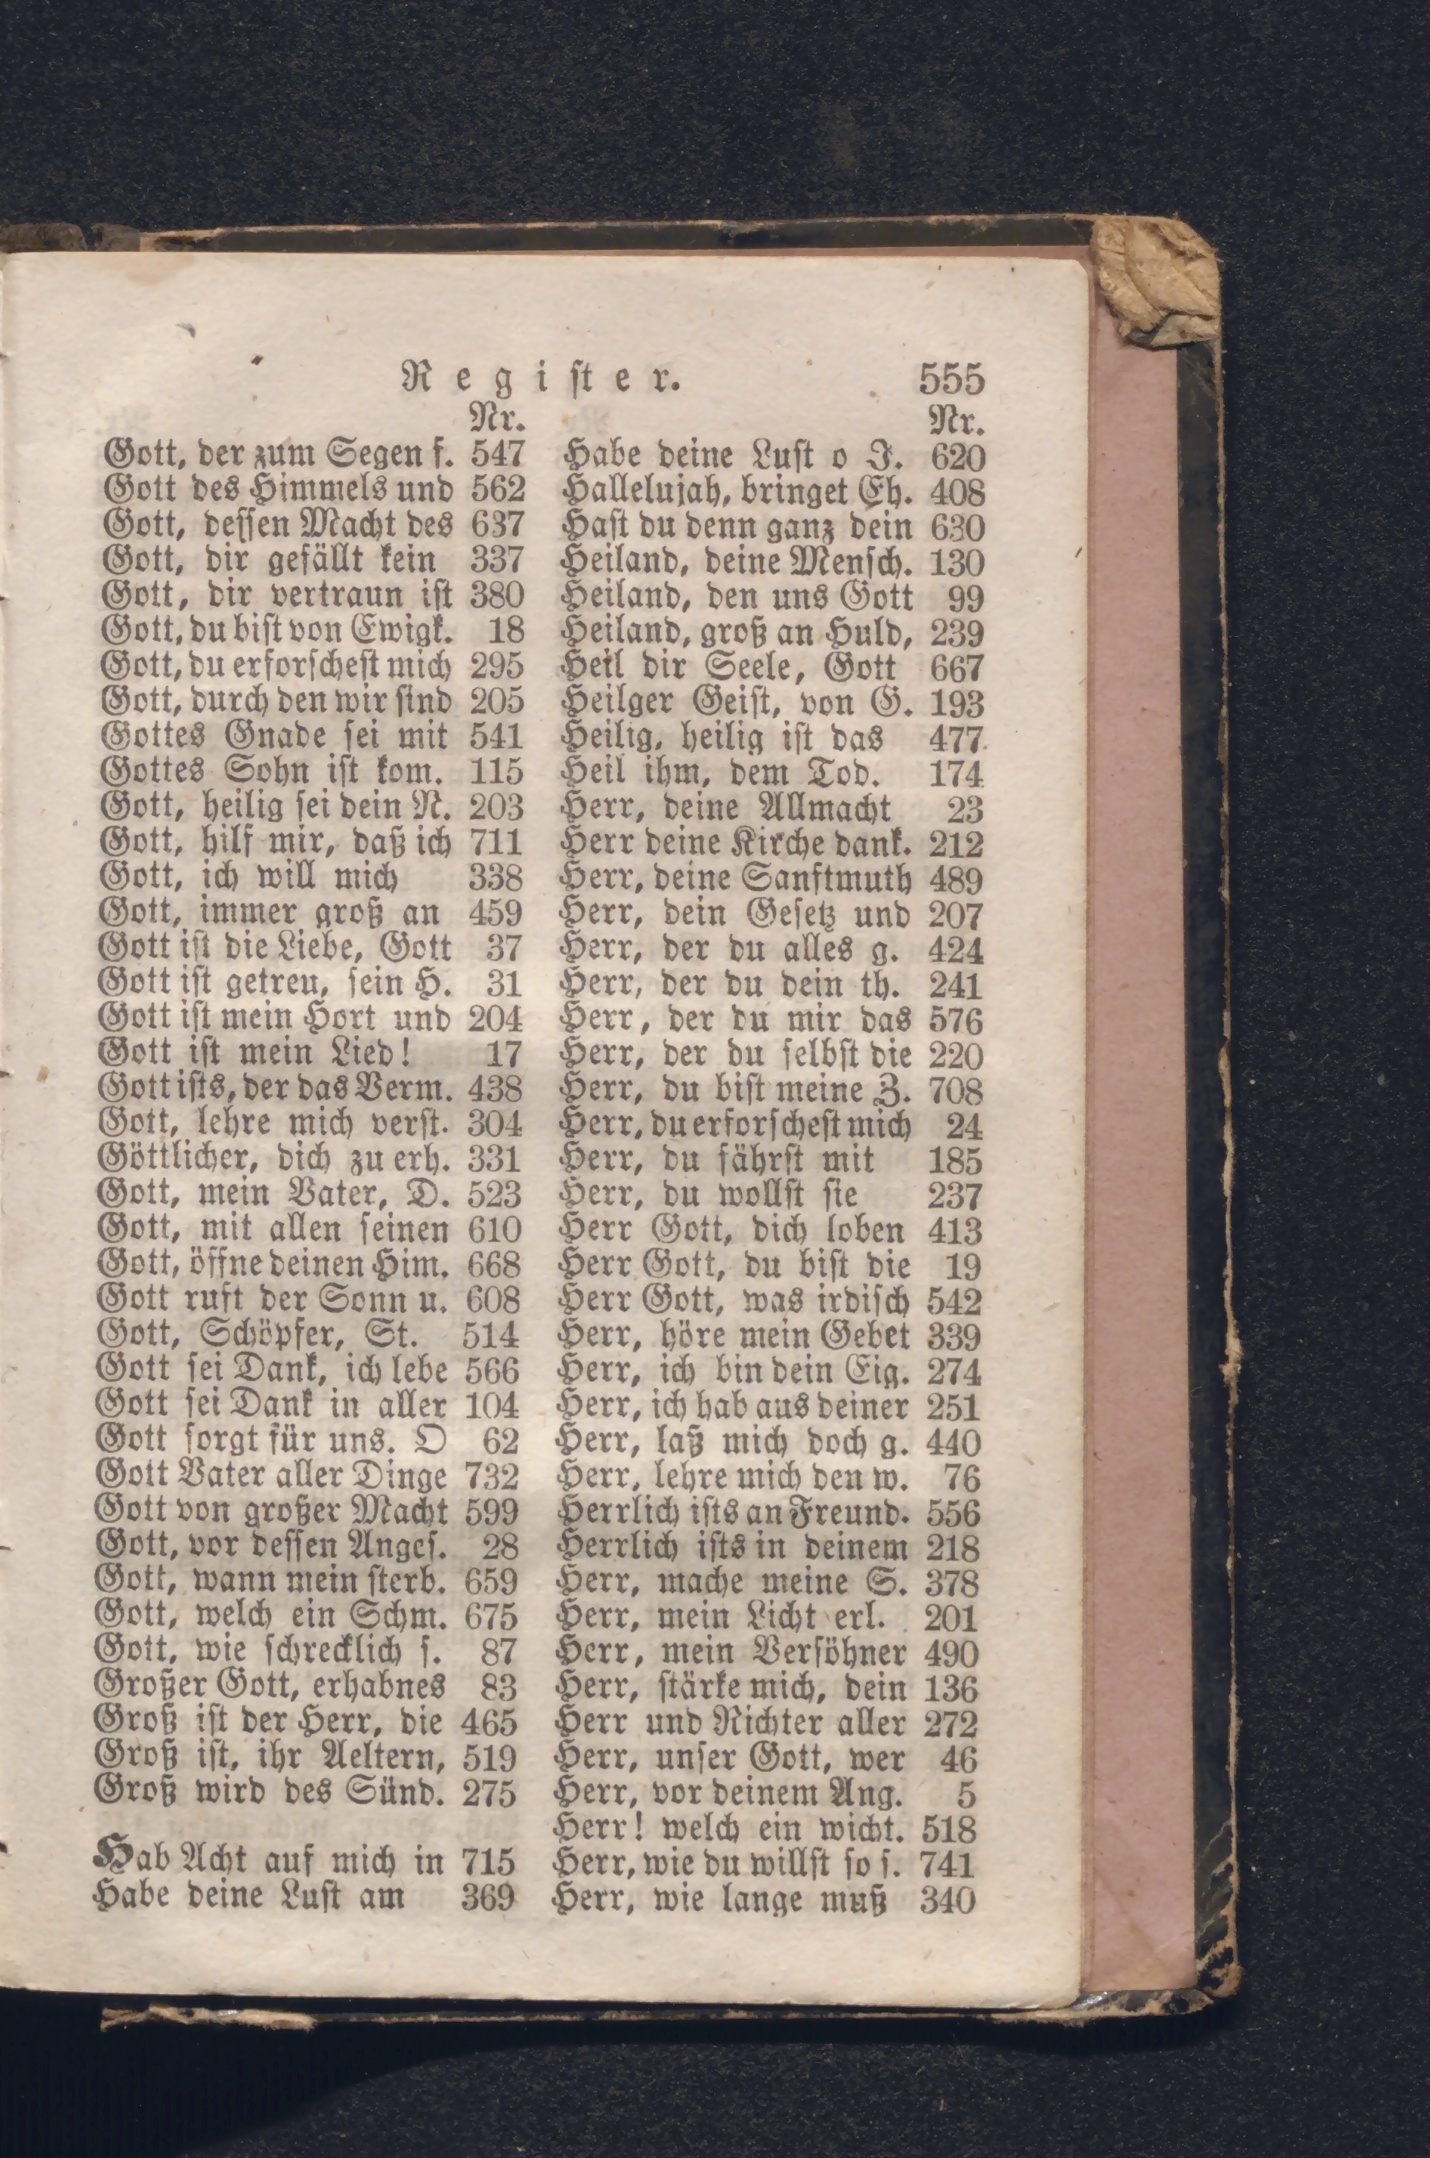 Register. 555
Nr.
Gott, der zum Segen f. 547
Gott des Himmels und 562
Gott, dessen Macht des 637
Gott, dir gefällt kein 337
Gott, dir vertraun ist 380
Gott, du bist von Ewigk. 18
Gott, du erforschest mich 295
Gott, durch den wir sind 205
Gottes Gnade sei mit 541
Gottes Sohn ist kom. 115
Gott, heilig sei dein N. 203
Gott, hilf mir, daß ich 711
Gott, ich will mich 338
Gott, immer groß an 459
Gott ist die Liebe, Gott 37
Gott ist getreu, sein H. 31
Gott ist mein Hort und 204
Gott ist mein Lied! 17
Gott ists, der das Verm. 438
Gott, lehre mich verst. 304
Göttlicher, dich zu erh. 331
Gott, mein Vater, D. 523
Gott, mit allen seinen 610
Gott, öffne deinen Him. 668
Gott ruft der Sonn u. 608
Gott, Schöpfer, St. 514
Gott sei Dank, ich lebe 566
Gott sei Dank in aller 104
Gott sorgt für uns. O 62
Gott Vater aller Dinge 732
Gott von großer Macht 599
Gott, vor dessen Anges. 28
Gott, wann mein sterb. 659
Gott, welch ein Schm. 675
Gott, wie schrecklich s. 87
Großer Gott, erhabnes 83
Groß ist der Herr, die 465
Groß ist, ihr Aeltern, 519
Groß wird des Sünd. 275
Hab Acht auf mich in 715
Habe deine Lust am 369
Nr.
Habe deine Lust o J. 620
Hallelujah, bringet Eh. 408
Hast du denn ganz dein 630
Heiland, deine Mensch. 130
Heiland, den uns Gott 99
Heiland, groß an Huld, 239
Heil dir Seele, Gott 667
Heilger Geist, von G. 193
Heilig, heilig ist das 477
Heil ihm, dem Tod. 174
Herr, deine Allmacht 23
Herr deine Kirche dank. 212
Herr, deine Sanftmuth 489
Herr, dein Gesetz und 207
Herr, der du alles g. 424
Herr, der du dein th. 241
Herr, der du mir das 576
Herr, der du selbst die 220
Herr, du bist meine Z. 708
Herr, du erforschest mich 24
Herr, du fährst mit 185
Herr, du wollst sie 237
Herr Gott, dich loben 413
Herr Gott, du bist die 19
Herr Gott, was irdisch 542
Herr, höre mein Gebet 339
Herr, ich bin dein Eig. 274
Herr, ich hab aus deiner 251
Herr, laß mich doch g. 440
Herr, lehre mich den w. 76
Herrlich ists an Freund. 556
Herrlich ists in deinem 218
Herr, mache meine S. 378
Herr, mein Licht erl. 201
Herr, mein Versöhner 490
Herr, stärke mich, dein 136
Herr und Richter aller 272
Herr, unser Gott, wer 46
Herr, vor deinem Ang. 5
Herr! welch ein wicht. 518
Herr, wie du willst so s. 741
Herr, wie lange muß 340